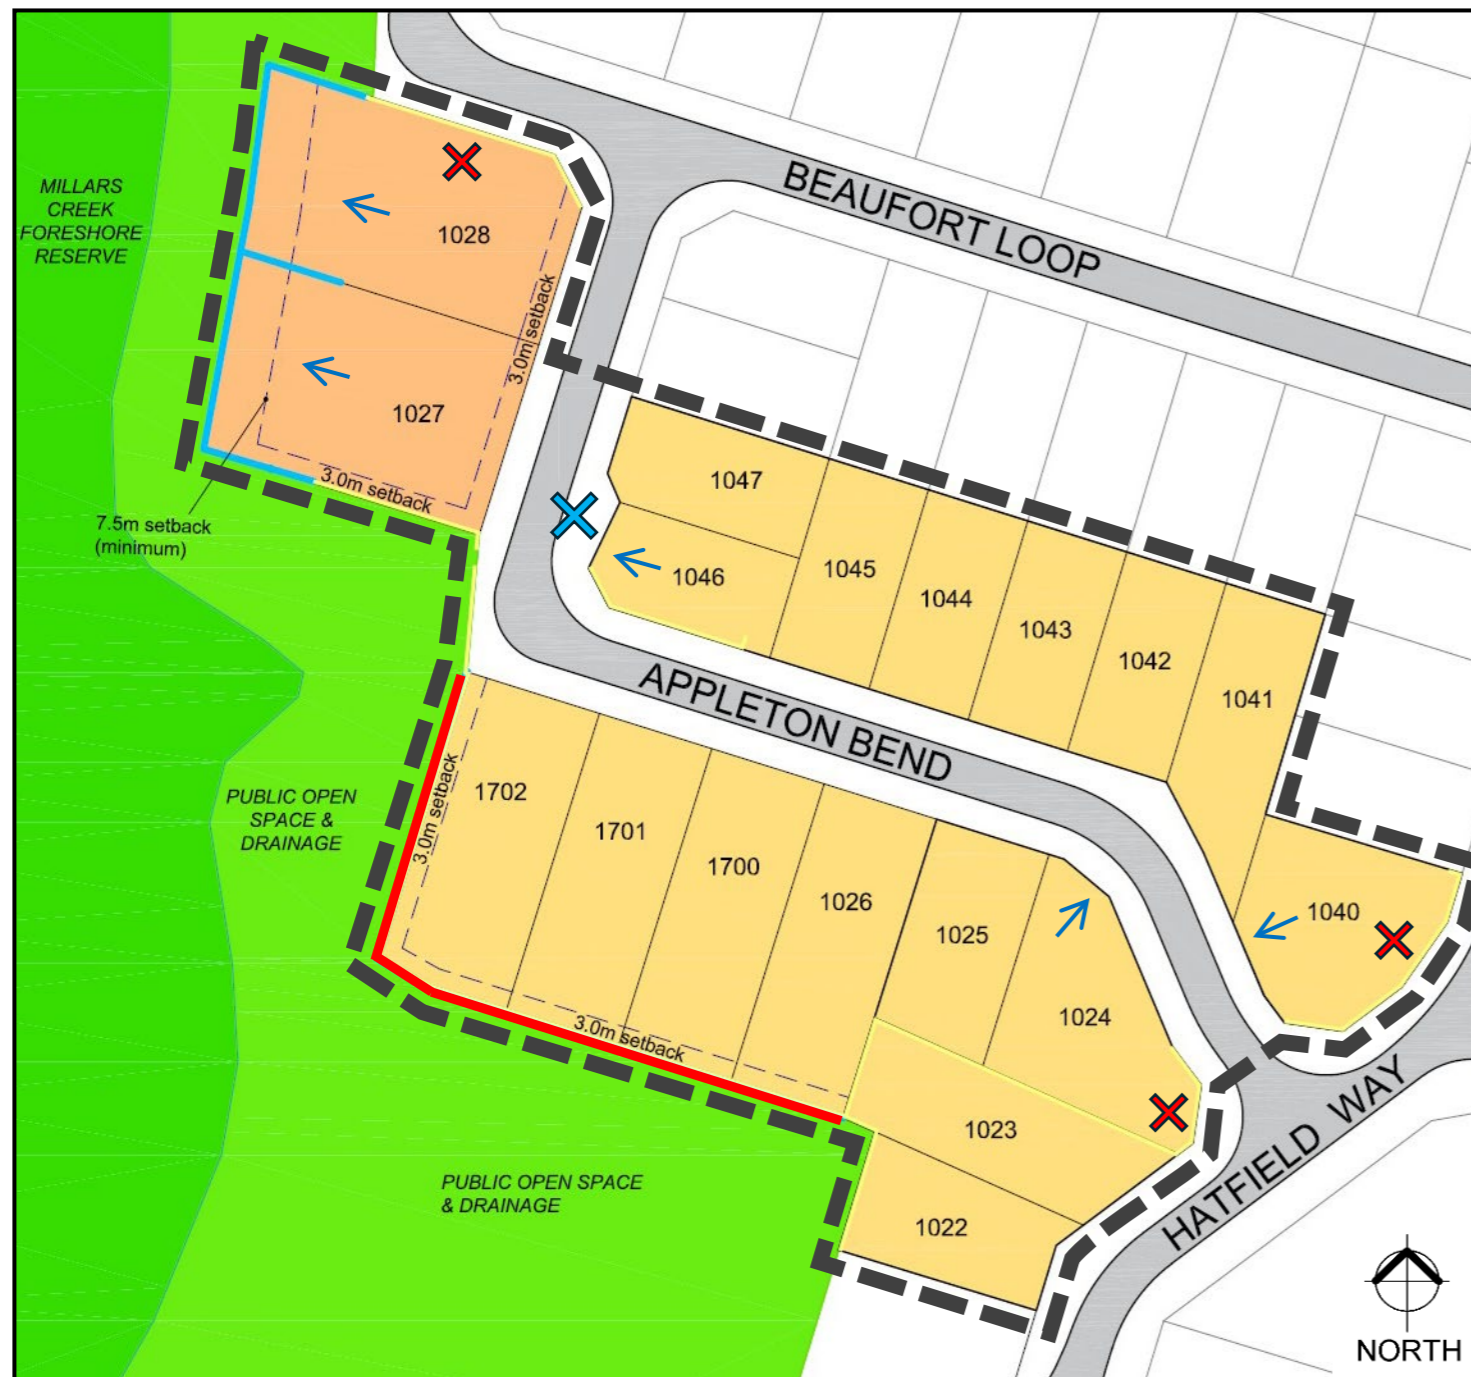 MILLARS
CREEK
FORESHORE
RESERVE
BEAUFORT LOOP
1028
3.0m setback
1027
3.0m setback
7.5m setback
(minimum)
1047
1046
1045
1044
1043
1042
1041
1040
APPLETON BEND
PUBLIC OPEN
SPACE &
DRAINAGE
3.0m setback
1702
1701
1700
1026
1025
1024
3.0m setback
1023
1022
PUBLIC OPEN SPACE
& DRAINAGE
HATFIELD WAY
NORTH